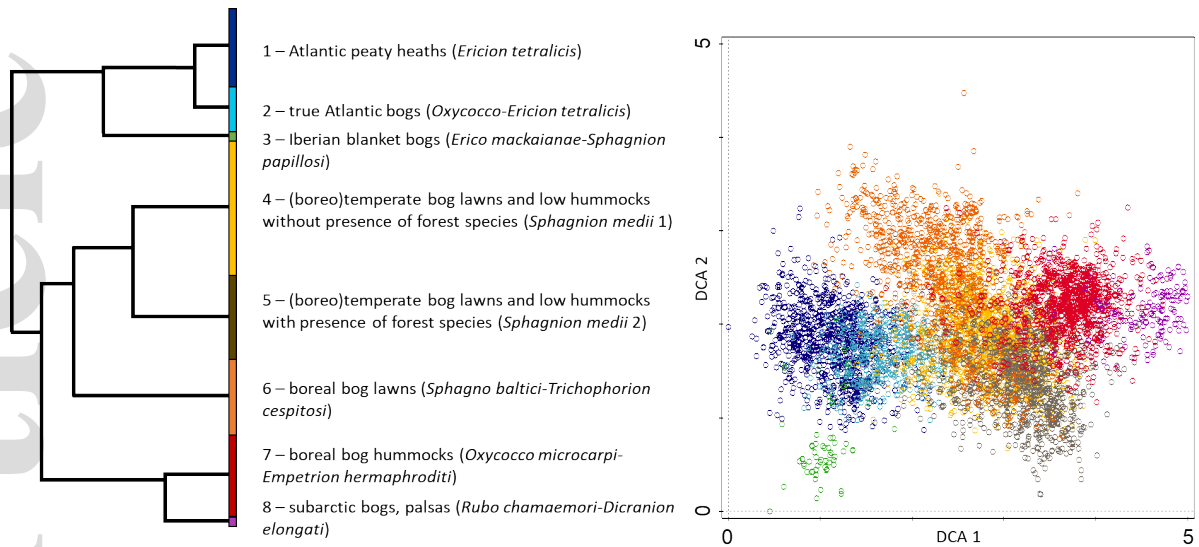 1 – Atlantic peaty heaths (Ericion tetralicis)
2 – true Atlantic bogs (Oxycocco-Ericion tetralicis)
3 – Iberian blanket bogs (Erico mackaianae-Sphagnion
papillosi)
4 – (boreo)temperate bog lawns and low hummocks
without presence of forest species (Sphagnion medii 1)
5 – (boreo)temperate bog lawns and low hummocks
with presence of forest species (Sphagnion medii 2)
6 – boreal bog lawns (Sphagno baltici-Trichophorion
cespitosi)
7 – boreal bog hummocks (Oxycocco microcarpi-
Empetrion hermaphroditi)
8 – subarctic bogs, palsas (Rubo chamaemori-Dicranion
elongati)
5
DCA 2
0
0
DCA 1
5